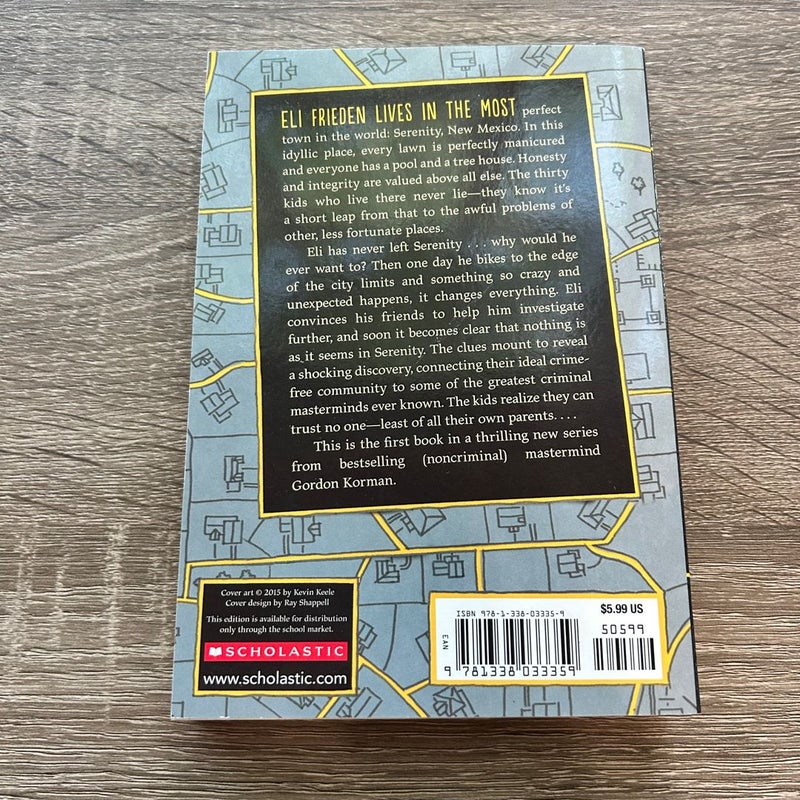 ELI FRIEDEN LIVES IN THE MOST perfect
town in the world: Serenity, New Mexico. In this
idyllic place, every lawn is perfectly manicured
and everyone has a pool and a tree house. Honesty
and integrity are valued above all else. The thirty
kids who live there never lie—they know it's
a short leap from that to the awful problems of
other, less fortunate places.
Eli has never left Serenity . . . why would he
ever want to? Then one day he bikes to the edge
of the city limits and something so crazy and
unexpected happens, it changes everything. Eli
convinces his friends to help him investigate
further, and soon it becomes clear that nothing is
as it seems in Serenity. The clues mount to reveal
a shocking discovery, connecting their ideal crime-
free community to some of the greatest criminal
masterminds ever known. The kids realize they can
trust no one—least of all their own parents. . . .
This is the first book in a thrilling new series
from bestselling (noncriminal) mastermind
Gordon Korman.
Cover art © 2015 by Kevin Keele
Cover design by Ray Shappell
This edition is available for distribution
only through the school market.
SCHOLASTIC
www.scholastic.com
ISBN 978-1-338-03335-9
$5.99 US
50599
EAN
9 781338 033359